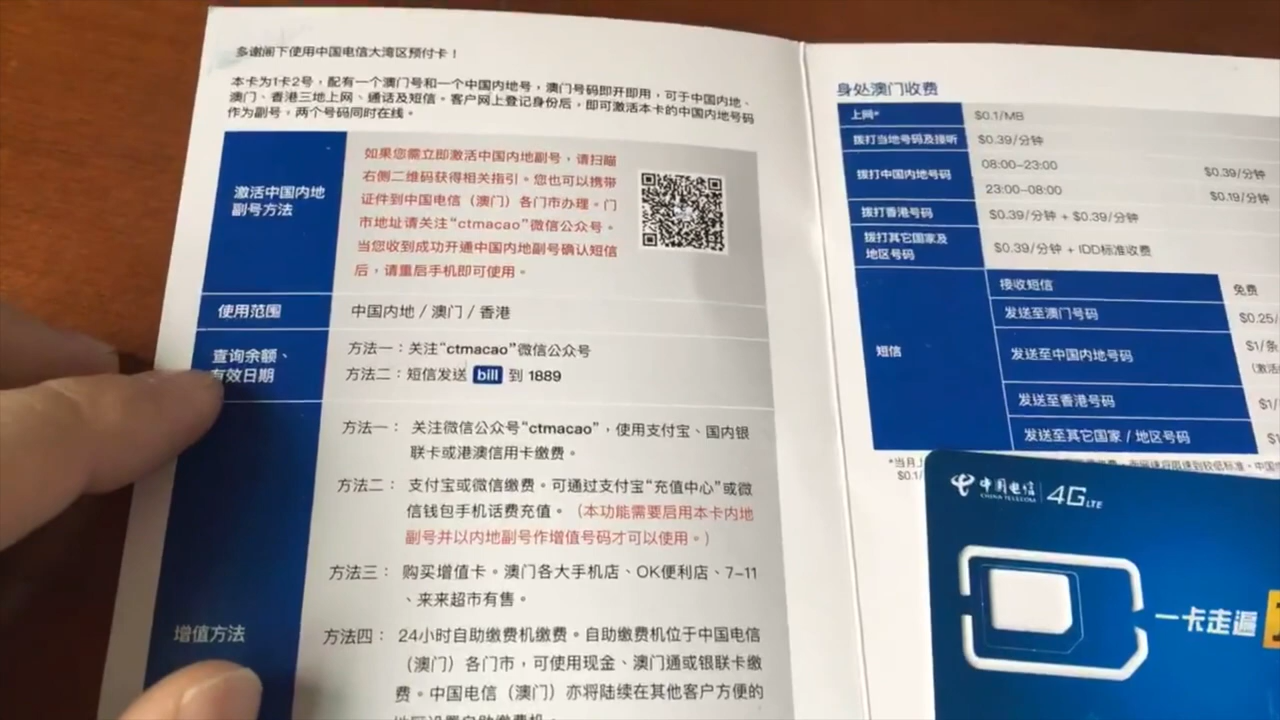 多谢阁下使用中国电信大湾区预付卡！
本卡为1卡2号，配有一个澳门号和一个中国内地号，澳门号码即开即用，可于中国内地、
澳门、香港三地上网、通话及短信。客户网上登记身份后，即可激活本卡的中国内地号码
作为副号，两个号码同时在线。
激活中国内地
副号方法
如果您需立即激活中国内地副号，请扫瞄
右侧二维码获得相关指引。您也可以携带
证件到中国电信（澳门）各门市办理。门
市地址请关注“ctmacao”微信公众号。
当您收到成功开通中国内地副号确认短信
后，请重启手机即可使用。
使用范围
中国内地 / 澳门 / 香港
查询余额、
有效日期
方法一：关注“ctmacao”微信公众号
方法二：短信发送 bill 到 1889
增值方法
方法一： 关注微信公众号“ctmacao”，使用支付宝、国内银
联卡或港澳信用卡缴费。
方法二： 支付宝或微信缴费。可通过支付宝“充值中心”或微
信钱包手机话费充值。（本功能需要启用本卡内地
副号并以内地副号作增值号码才可以使用。）
方法三： 购买增值卡。澳门各大手机店、OK便利店、7-11
、来来超市有售。
方法四： 24小时自助缴费机缴费。自助缴费机位于中国电信
（澳门）各门市，可使用现金、澳门通或银联卡缴
费。中国电信（澳门）亦将陆续在其他客户方便的
地区设置自助缴费机。
身处澳门收费
上网* $0.1/MB
拨打当地号码及接听 $0.39/分钟
拨打中国内地号码
08:00-23:00 $0.39/分钟
23:00-08:00 $0.19/分钟
拨打香港号码 $0.39/分钟 + $0.39/分钟
拨打其它国家及
地区号码
$0.39/分钟 + IDD标准收费
短信
接收短信 免费
发送至澳门号码 $0.25/
发送至中国内地号码 $1/条
(激活
发送至香港号码 $1/
发送至其它国家 / 地区号码
*当月
$0.1/
中国电信 4G LTE
CHINA TELECOM
一卡走遍